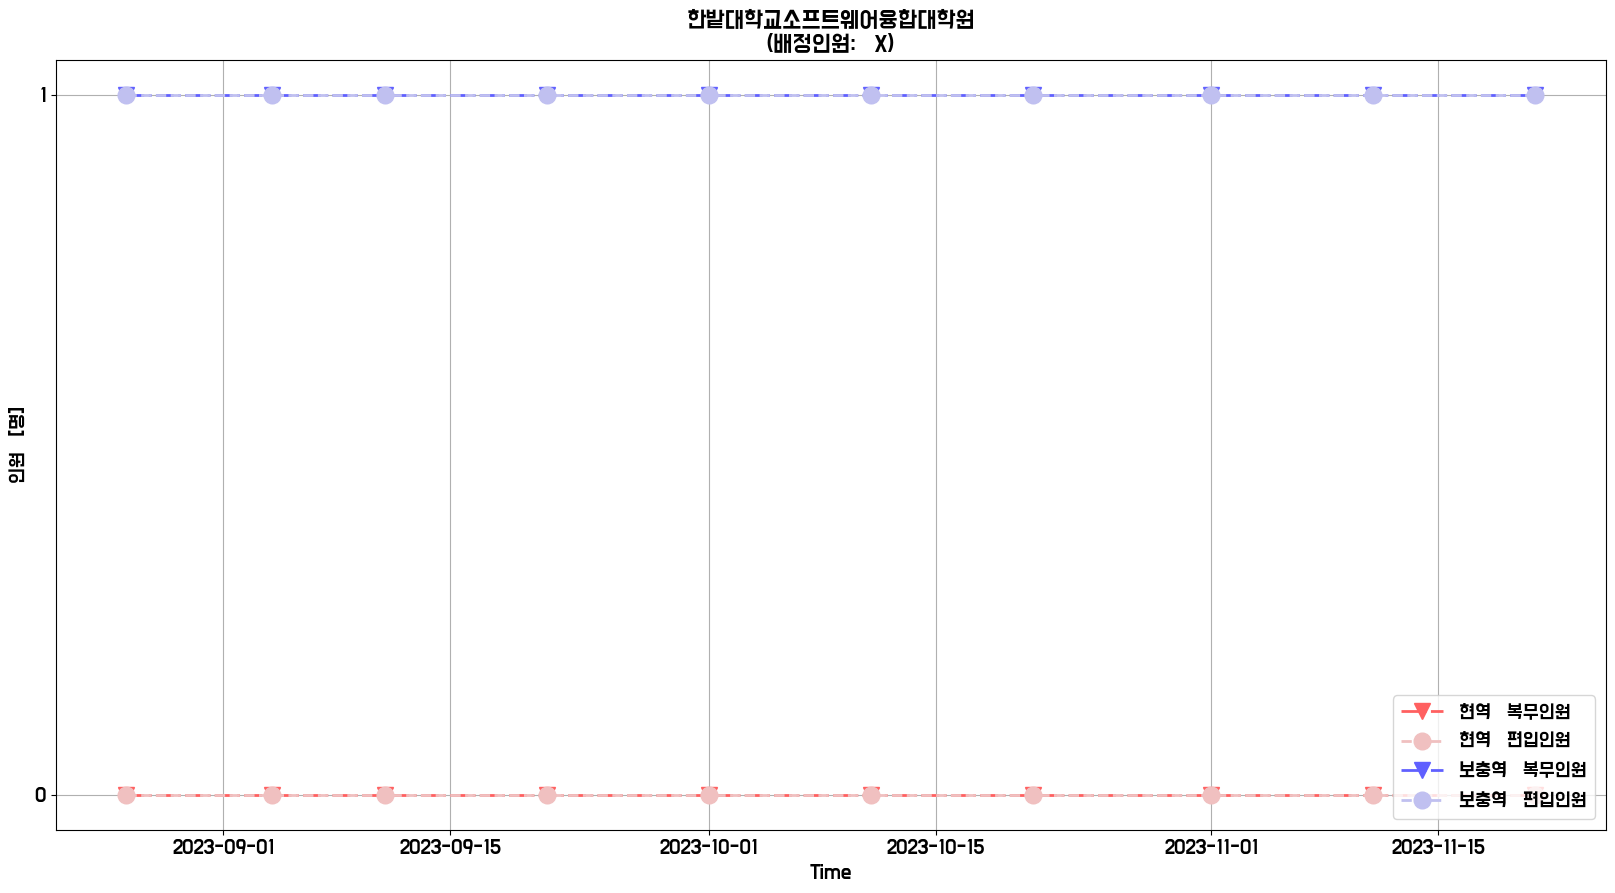 한밭대학교소프트웨어융합대학원
(배정인원: X)
1
인원 [명]
0
현역 복무인원
현역 편입인원
보충역 복무인원
보충역 편입인원
2023-09-01 2023-09-15 2023-10-01 2023-10-15 2023-11-01 2023-11-15
Time